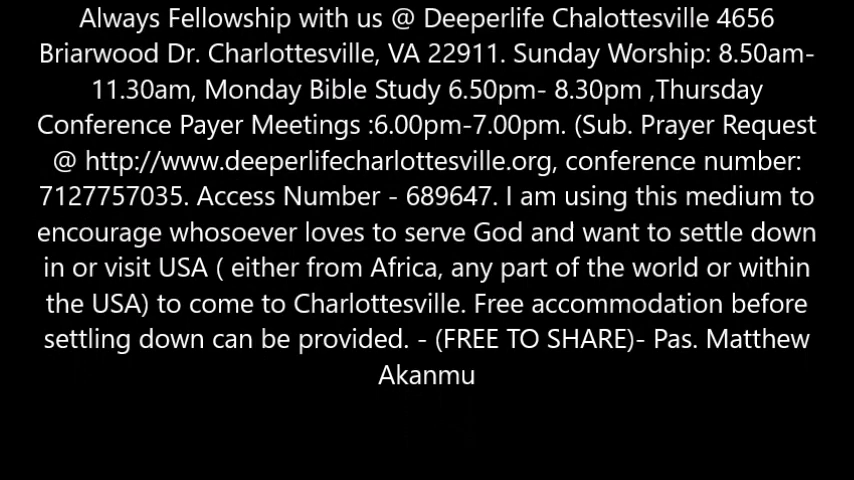 Always Fellowship with us @ Deeperlife Chalottesville 4656
Briarwood Dr. Charlottesville, VA 22911. Sunday Worship: 8.50am-
11.30am, Monday Bible Study 6.50pm- 8.30pm ,Thursday
Conference Payer Meetings :6.00pm-7.00pm. (Sub. Prayer Request
@ http://www.deeperlifecharlottesville.org, conference number:
7127757035. Access Number - 689647. I am using this medium to
encourage whosoever loves to serve God and want to settle down
in or visit USA ( either from Africa, any part of the world or within
the USA) to come to Charlottesville. Free accommodation before
settling down can be provided. - (FREE TO SHARE)- Pas. Matthew
Akanmu